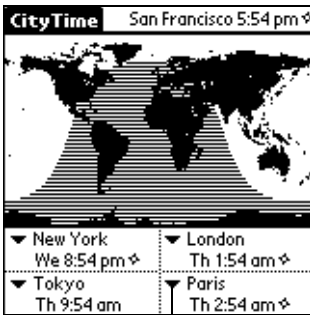 CityTime San Francisco 5:54 pm
New York
We 8:54 pm
London
Th 1:54 am
Tokyo
Th 9:54 am
Paris
Th 2:54 am